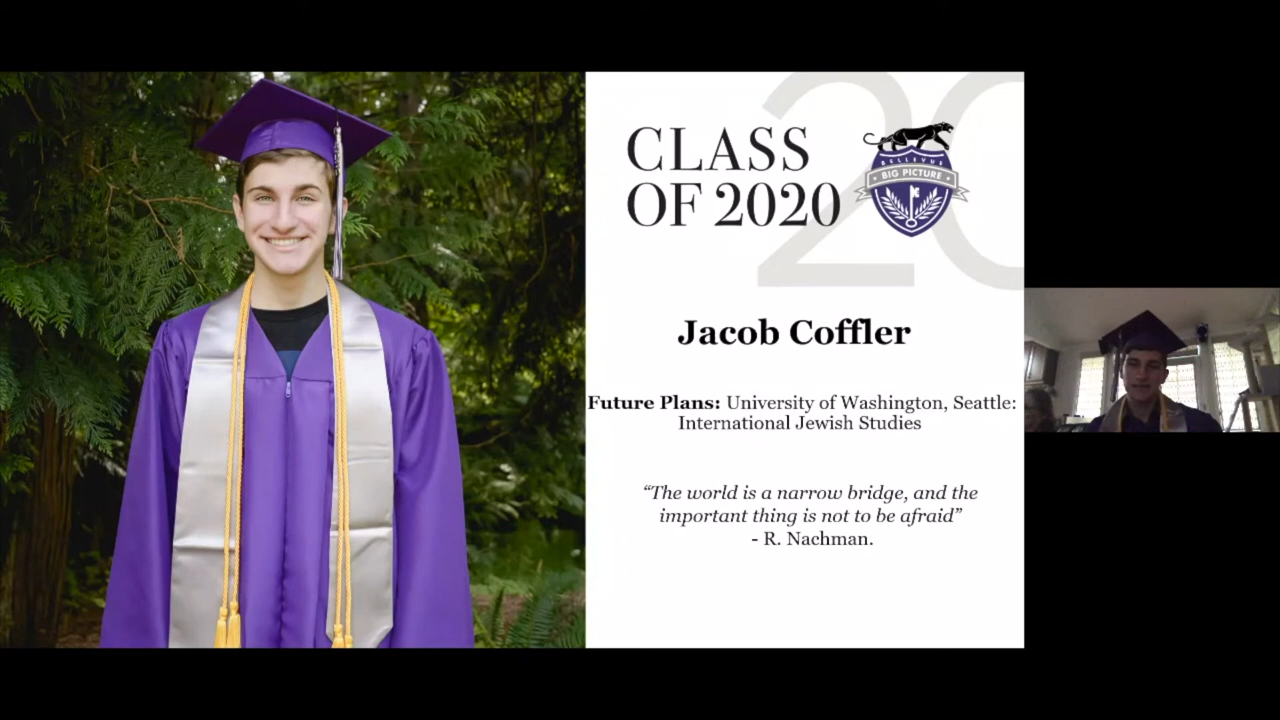 CLASS
OF 2020
20
BELLEVUE
BIG PICTURE
Jacob Coffler
Future Plans: University of Washington, Seattle:
International Jewish Studies
“The world is a narrow bridge, and the
important thing is not to be afraid”
- R. Nachman.